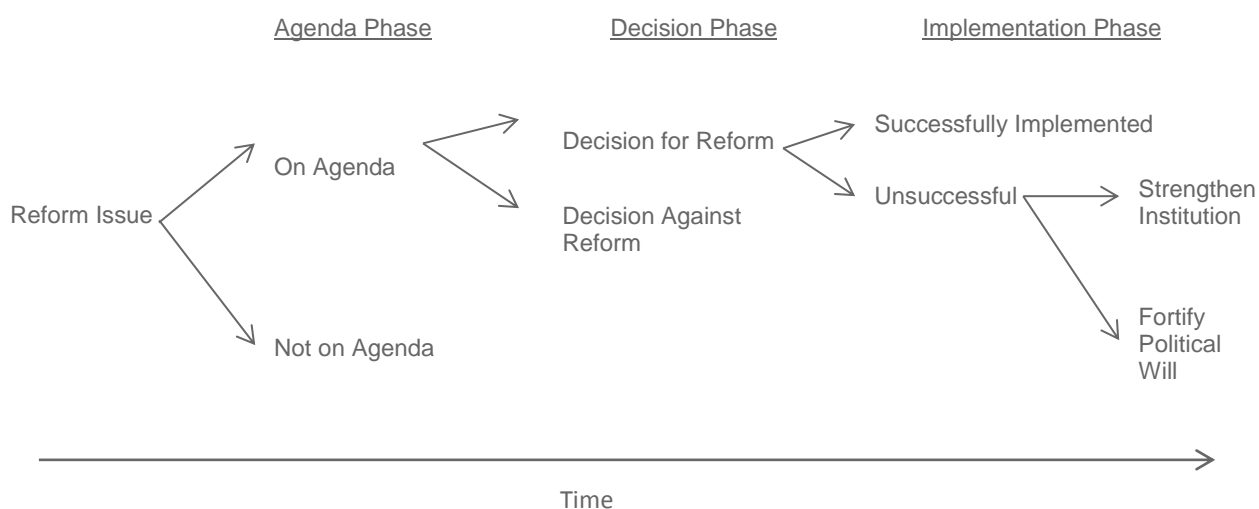 Agenda Phase
Decision Phase
Implementation Phase
Successfully Implemented
Decision for Reform
On Agenda
Unsuccessful
Strengthen
Institution
Reform Issue
Decision Against
Reform
Not on Agenda
Fortify
Political
Will
Time